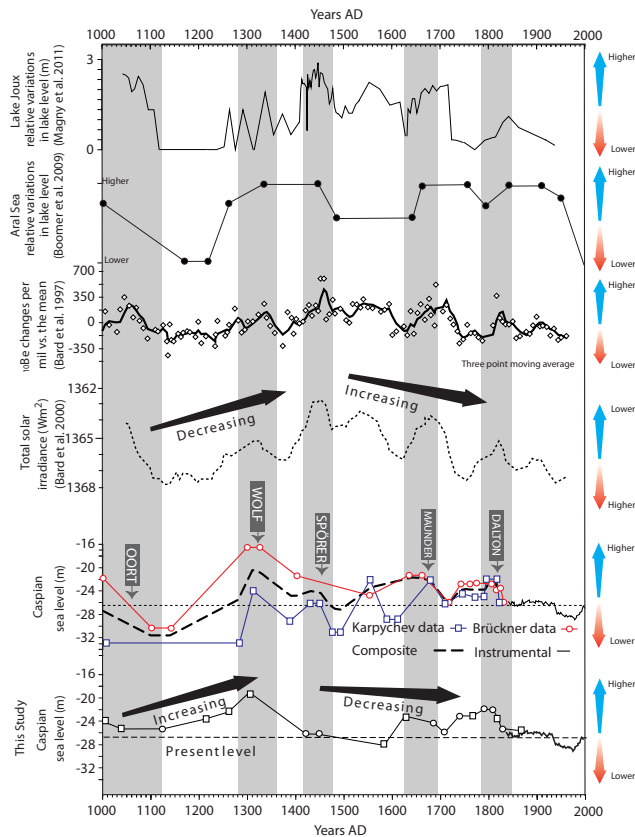 Years AD
1000 1100 1200 1300 1400 1500 1600 1700 1800 1900 2000
Lake Joux
relative variations
in lake level (m)
(Magny et al. 2011)
3
0
Higher
Lower
Aral Sea
relative variations
in lake level
(Boomer et al. 2009)
Higher
Lower
Higher
Lower
10Be changes per
mil vs. the mean
(Bard et al. 1997)
700
350
0
-350
Three point moving average
Higher
Lower
Total solar
irradiance (Wm²)
(Bard et al. 2000)
1362
1365
1368
Decreasing
Increasing
Lower
Higher
Caspian
sea level (m)
-16
-20
-24
-26
-28
-32
OORT
WOLF
SPÖRER
MAUNDER
DALTON
Karpychev data
Brückner data
Composite
Instrumental
Higher
Lower
This Study
Caspian
sea level (m)
-16
-20
-24
-28
-32
Increasing
Decreasing
Present level
Higher
Lower
1000 1100 1200 1300 1400 1500 1600 1700 1800 1900 2000
Years AD